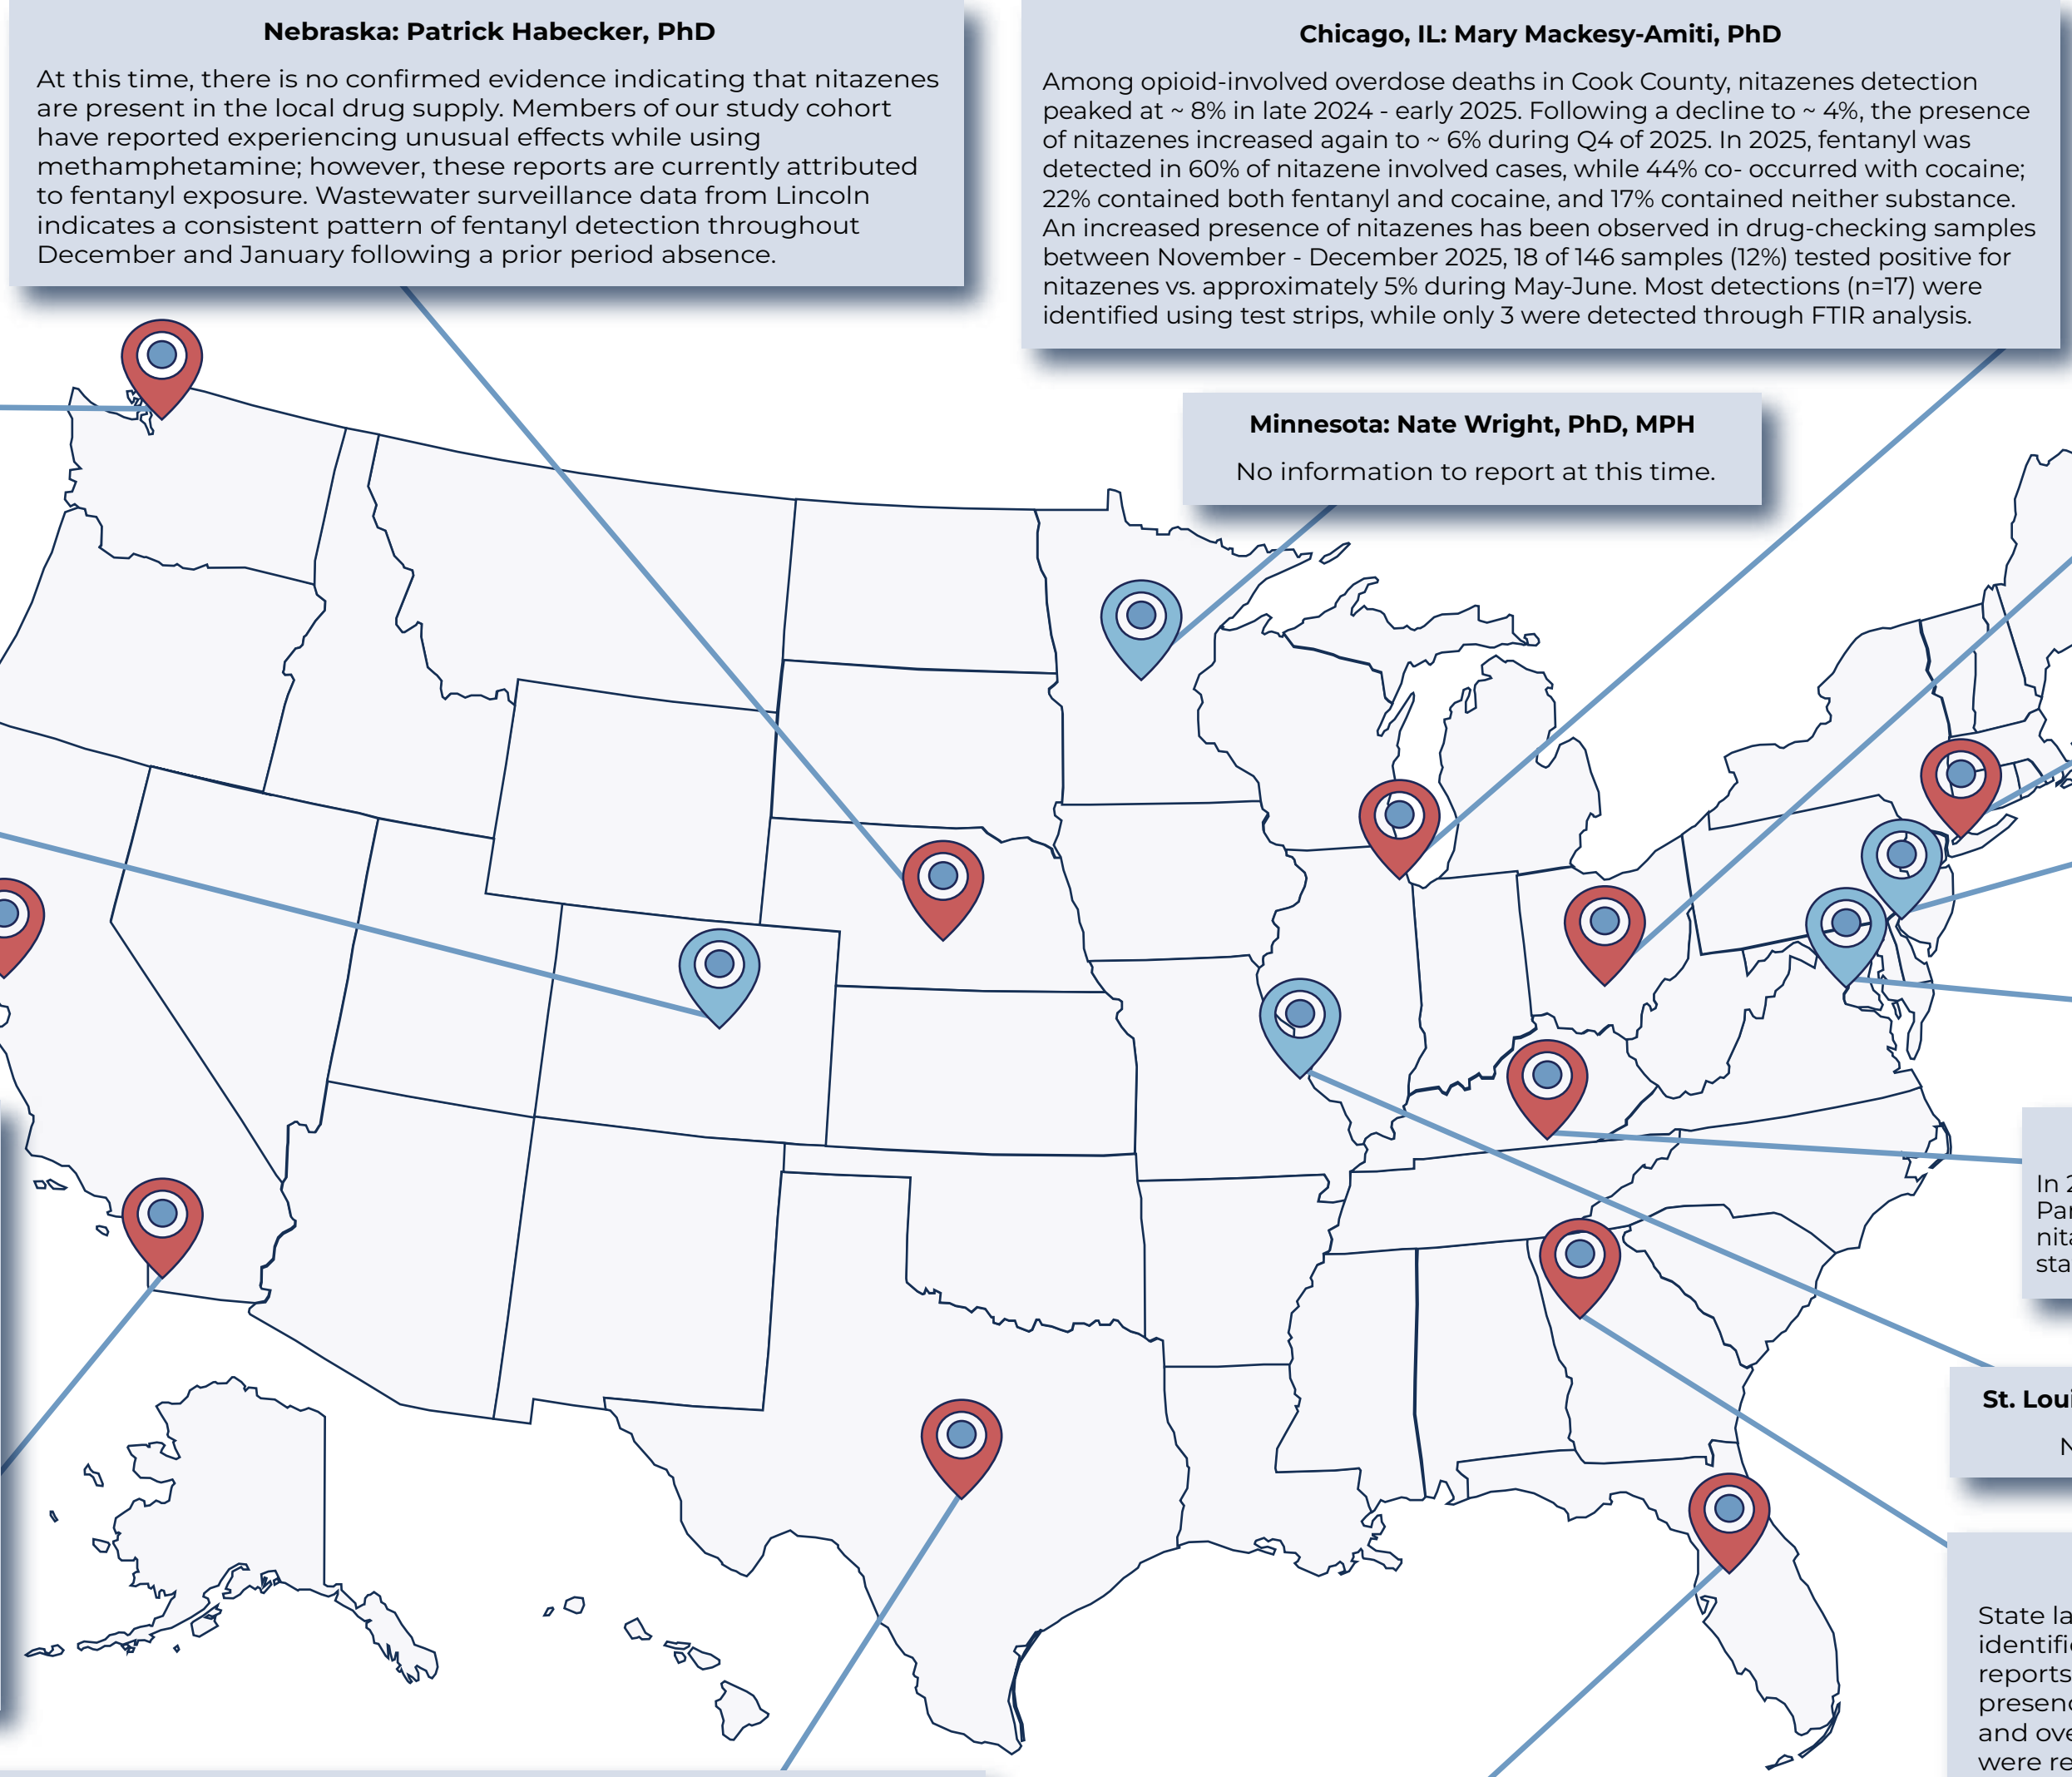 Nebraska: Patrick Habecker, PhD
At this time, there is no confirmed evidence indicating that nitazenes
are present in the local drug supply. Members of our study cohort
have reported experiencing unusual effects while using
methamphetamine; however, these reports are currently attributed
to fentanyl exposure. Wastewater surveillance data from Lincoln
indicates a consistent pattern of fentanyl detection throughout
December and January following a prior period absence.
Chicago, IL: Mary Mackesy-Amiti, PhD
Among opioid-involved overdose deaths in Cook County, nitazenes detection
peaked at ~ 8% in late 2024 - early 2025. Following a decline to ~ 4%, the presence
of nitazenes increased again to ~ 6% during Q4 of 2025. In 2025, fentanyl was
detected in 60% of nitazene involved cases, while 44% co- occurred with cocaine;
22% contained both fentanyl and cocaine, and 17% contained neither substance.
An increased presence of nitazenes has been observed in drug-checking samples
between November - December 2025, 18 of 146 samples (12%) tested positive for
nitazenes vs. approximately 5% during May-June. Most detections (n=17) were
identified using test strips, while only 3 were detected through FTIR analysis.
Minnesota: Nate Wright, PhD, MPH
No information to report at this time.
In
St.
State
reports
and
were